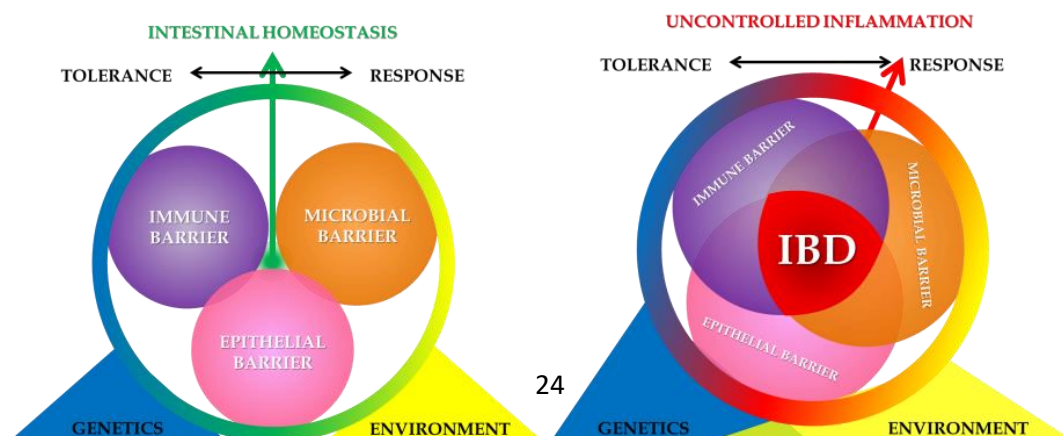 INTESTINAL HOMEOSTASIS
TOLERANCE
RESPONSE
IMMUNE
BARRIER
MICROBIAL
BARRIER
EPITHELIAL
BARRIER
GENETICS
ENVIRONMENT
24
UNCONTROLLED INFLAMMATION
TOLERANCE
RESPONSE
IMMUNE BARRIER
MICROBIAL BARRIER
IBD
EPITHELIAL BARRIER
GENETICS
ENVIRONMENT